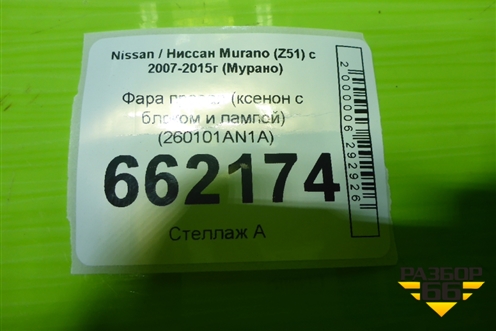 Nissan / Ниссан Murano (Z51) с
2007-2015г (Мурано)
Фара (ксенон с
блоком и лампой)
(260101AN1A)
662174
Стеллаж А
2000006292926
РАЗБОР
66